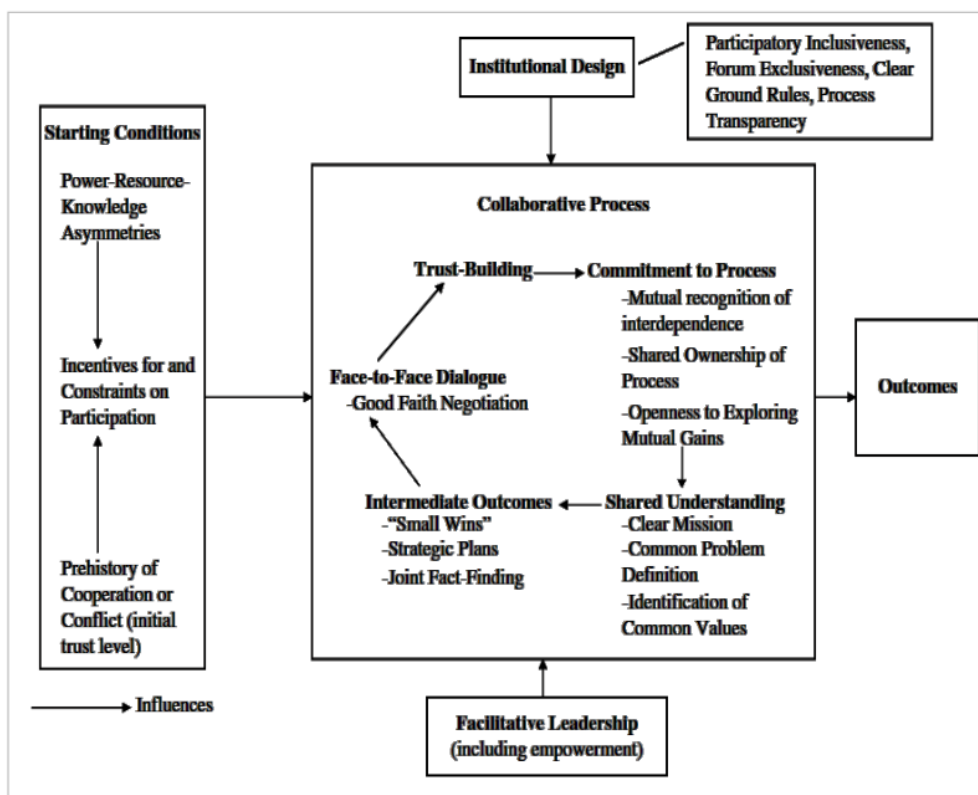 Institutional Design
Participatory Inclusiveness,
Forum Exclusiveness, Clear
Ground Rules, Process
Transparency
Starting Conditions
Power-Resource-
Knowledge
Asymmetries
Incentives for and
Constraints on
Participation
Prehistory of
Cooperation or
Conflict (initial
trust level)
Influences
Collaborative Process
Trust-Building
Commitment to Process
-Mutual recognition of
interdependence
-Shared Ownership of
Process
-Openness to Exploring
Mutual Gains
Face-to-Face Dialogue
-Good Faith Negotiation
Intermediate Outcomes
-“Small Wins”
-Strategic Plans
-Joint Fact-Finding
Shared Understanding
-Clear Mission
-Common Problem
Definition
-Identification of
Common Values
Outcomes
Facilitative Leadership
(including empowerment)